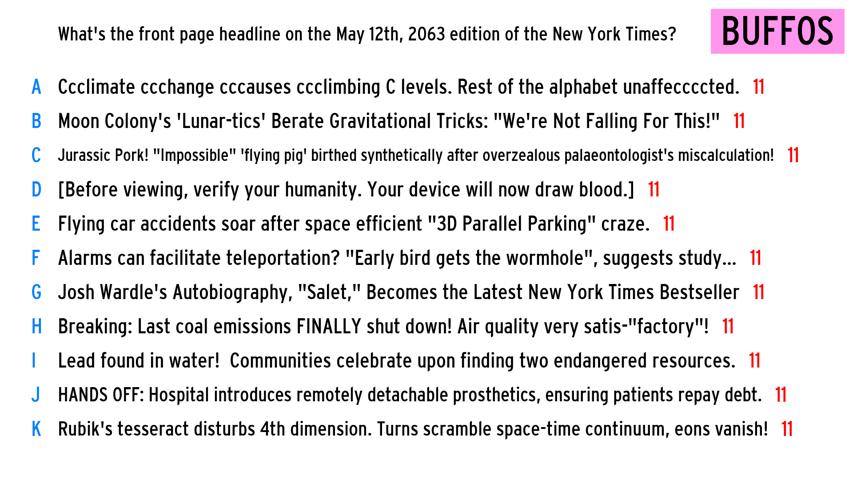 What's the front page headline on the May 12th, 2063 edition of the New York Times?
BUFFOS
A Ccclimate ccchange cccauses ccclimbing C levels. Rest of the alphabet unaffecccccted. 11
B Moon Colony's 'Lunar-tics' Berate Gravitational Tricks: "We're Not Falling For This!" 11
C Jurassic Pork! "Impossible" 'flying pig' birthed synthetically after overzealous palaeontologist's miscalculation! 11
D [Before viewing, verify your humanity. Your device will now draw blood.] 11
E Flying car accidents soar after space efficient "3D Parallel Parking" craze. 11
F Alarms can facilitate teleportation? "Early bird gets the wormhole", suggests study... 11
G Josh Wardle's Autobiography, "Salet," Becomes the Latest New York Times Bestseller 11
H Breaking: Last coal emissions FINALLY shut down! Air quality very satis-"factory"! 11
I Lead found in water!  Communities celebrate upon finding two endangered resources. 11
J HANDS OFF: Hospital introduces remotely detachable prosthetics, ensuring patients repay debt. 11
K Rubik's tesseract disturbs 4th dimension. Turns scramble space-time continuum, eons vanish! 11